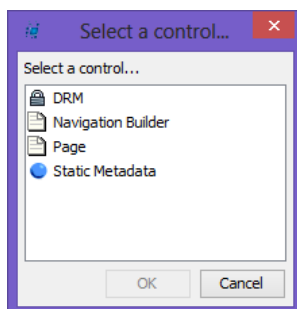 Select a control...
Select a control...
DRM
Navigation Builder
Page
Static Metadata
OK
Cancel